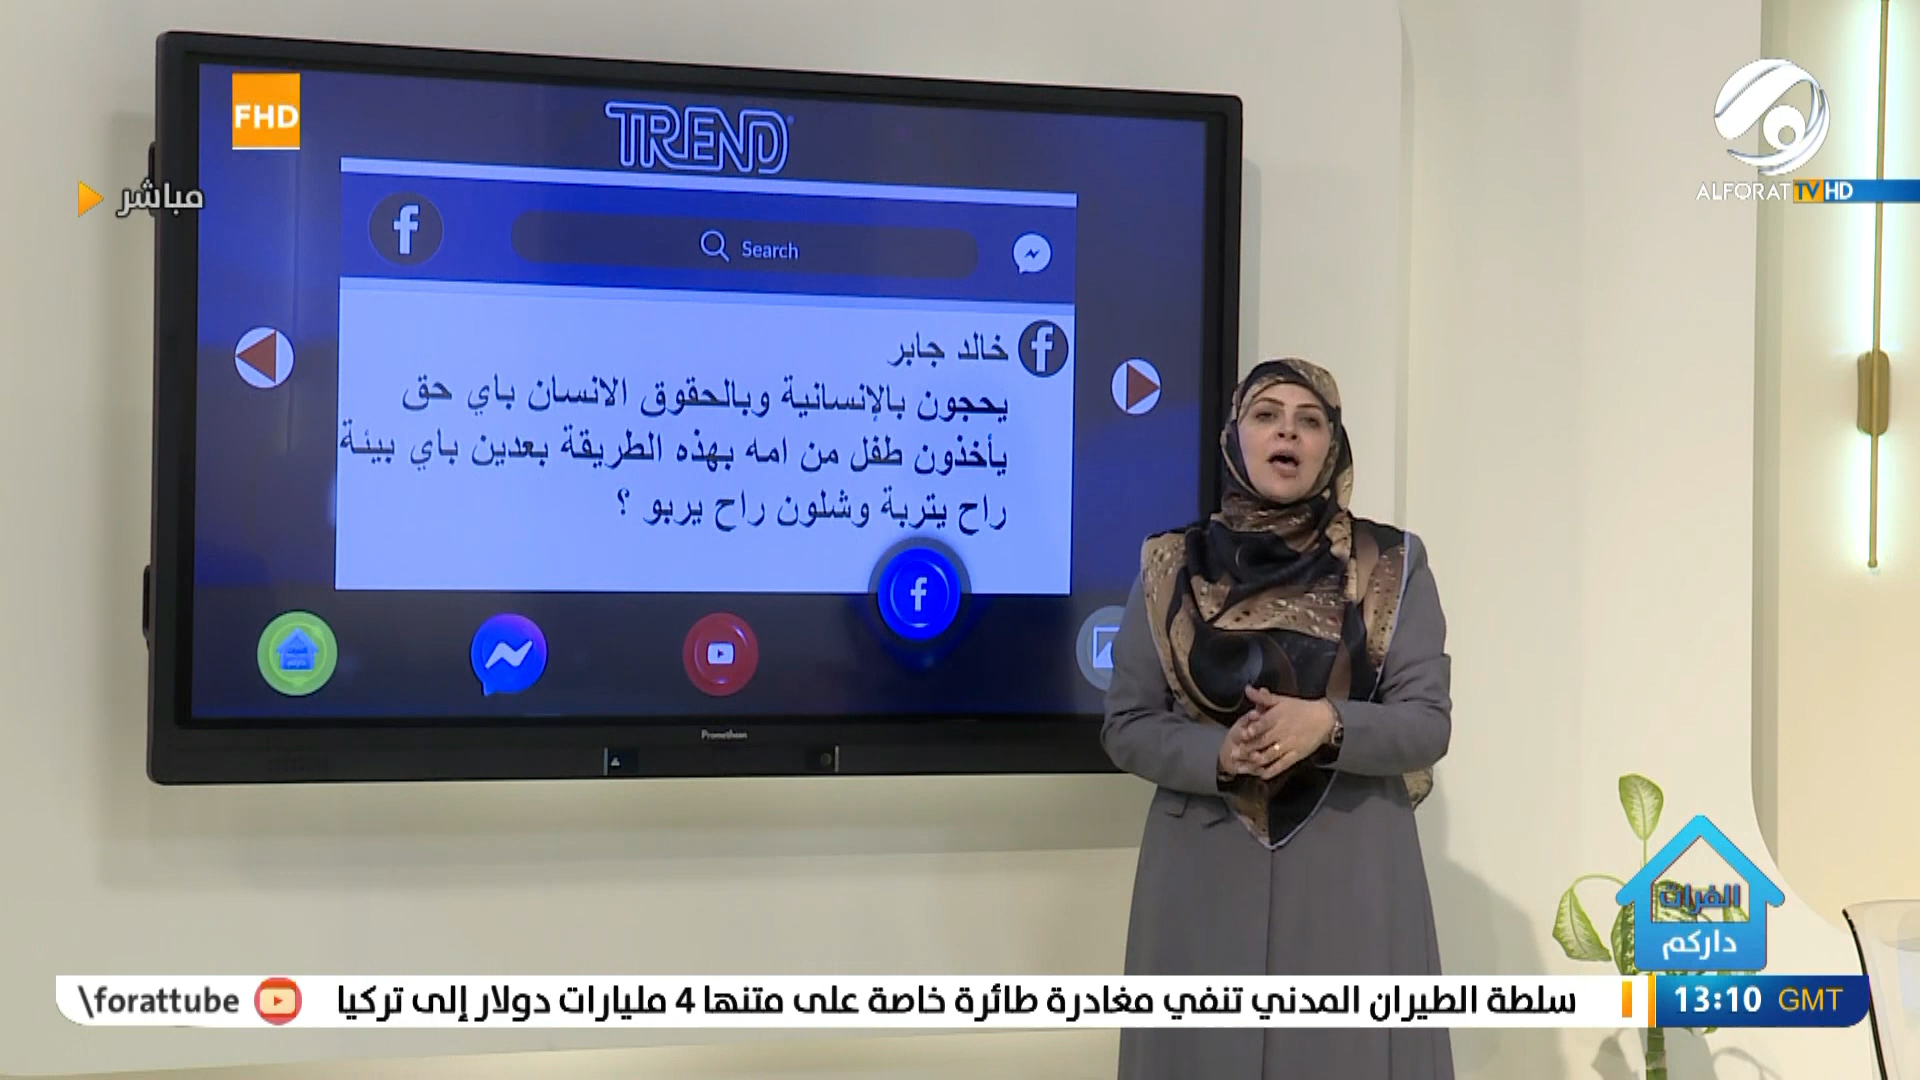 FHD
TREND
ALFORAT TV HD
مباشر
Search
خالد جابر
يحجون بالإنسانية وبالحقوق الانسان باي حق
يأخذون طفل من امه بهذه الطريقة بعدين باي بيئة
راح يتربة وشلون راح يربو ؟
Promethean
الفرات
داركم
\forattube
سلطة الطيران المدني تنفي مغادرة طائرة خاصة على متنها 4 مليارات دولار إلى تركيا
13:10 GMT